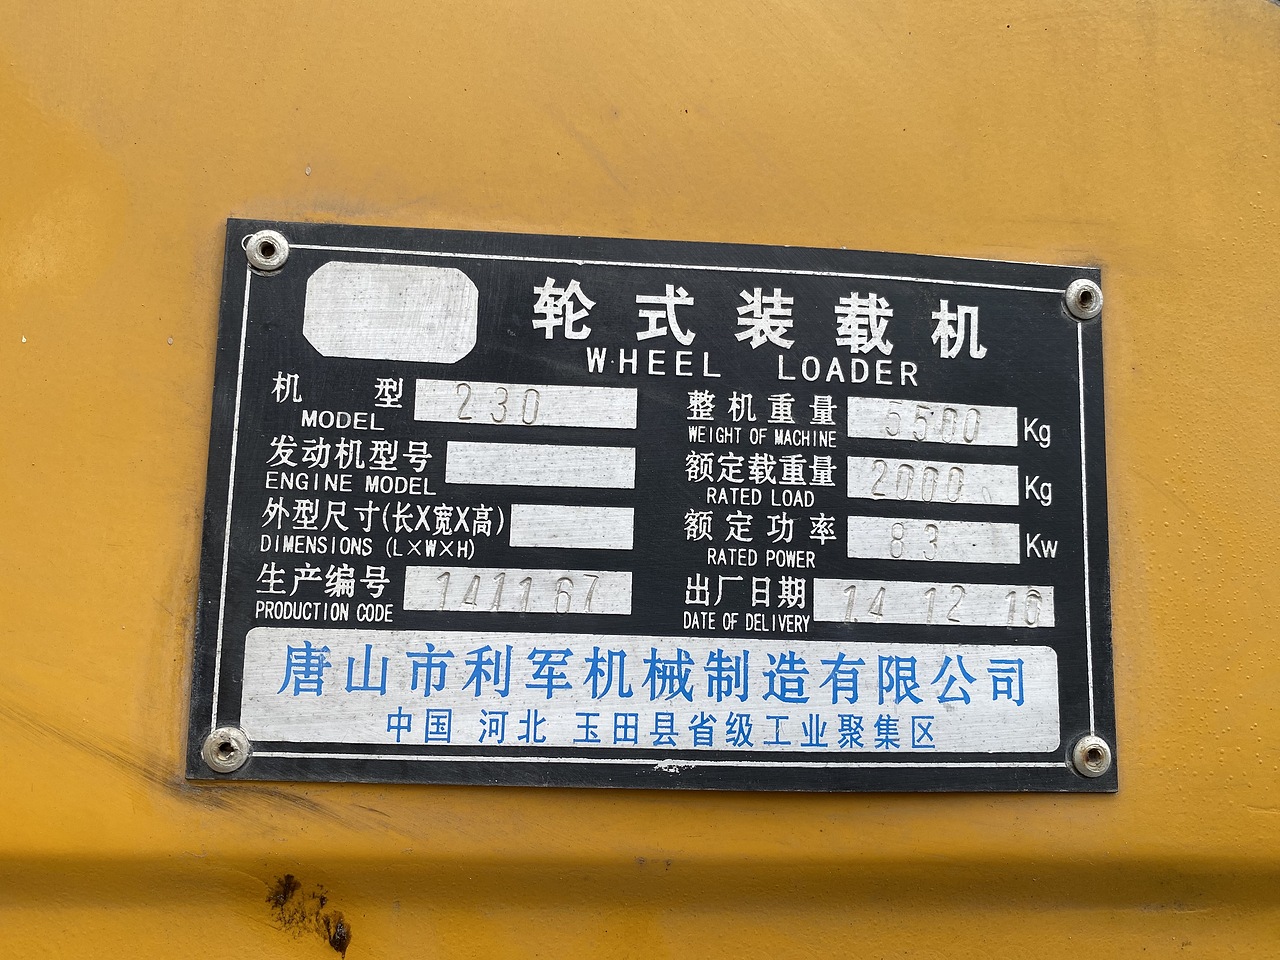 轮式装载机
WHEEL LOADER
机型 230
MODEL
发动机型号
ENGINE MODEL
外型尺寸(长X宽X高)
DIMENSIONS (L×W×H)
生产编号 141167
PRODUCTION CODE
整机重量 5500 Kg
WEIGHT OF MACHINE
额定载重量 2000 Kg
RATED LOAD
额定功率 83 Kw
RATED POWER
出厂日期 14 12 16
DATE OF DELIVERY
唐山市利军机械制造有限公司
中国 河北 玉田县省级工业聚集区